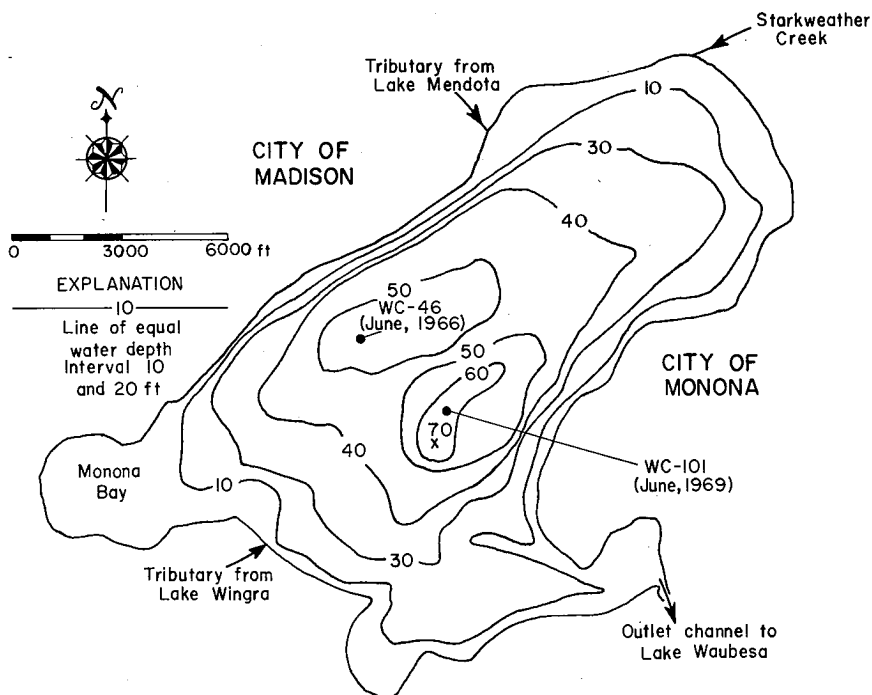 Starkweather
Creek
Tributary from
Lake Mendota
N
10
CITY OF
MADISON
30
40
0 3000 6000 ft
EXPLANATION
10
Line of equal
water depth
Interval 10
and 20 ft
50
WC-46
(June, 1966)
50
60
CITY OF
MONONA
70
x
40
Monona
Bay
WC-101
(June, 1969)
10
30
Tributary from
Lake Wingra
Outlet channel to
Lake Waubesa